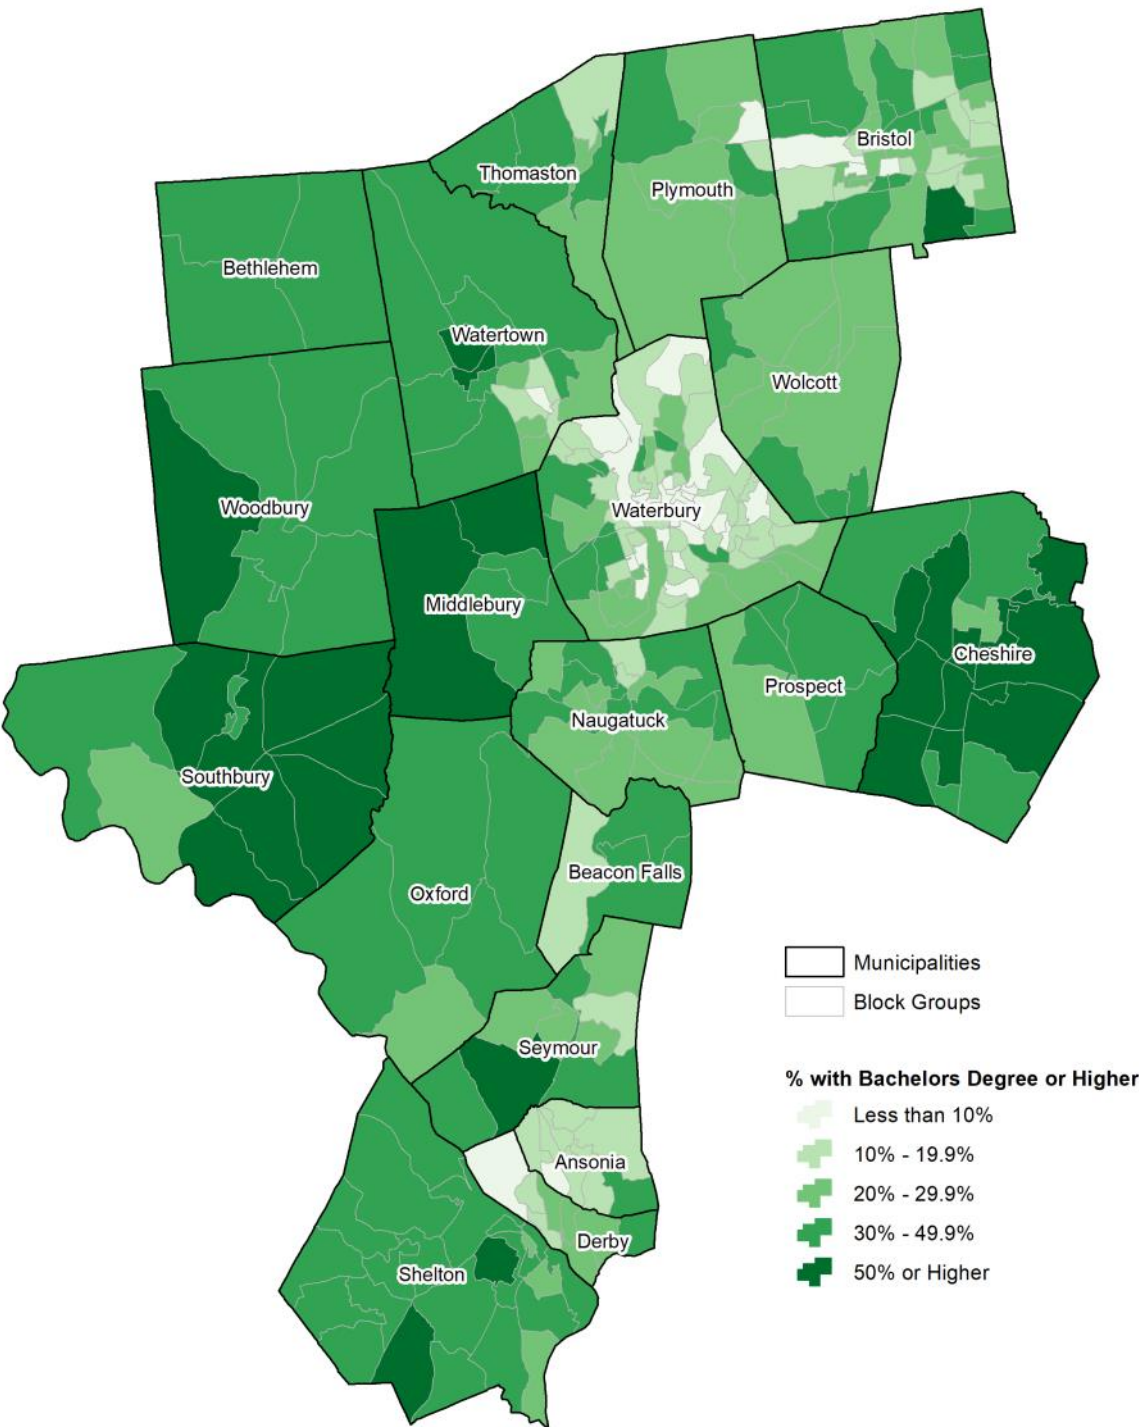 Bristol
Thomaston
Plymouth
Bethlehem
Watertown
Wolcott
Woodbury
Waterbury
Middlebury
Cheshire
Prospect
Naugatuck
Southbury
Beacon Falls
Oxford
Municipalities
Block Groups
Seymour
% with Bachelors Degree or Higher
Less than 10%
10% - 19.9%
Ansonia
20% - 29.9%
30% - 49.9%
Derby
50% or Higher
Shelton